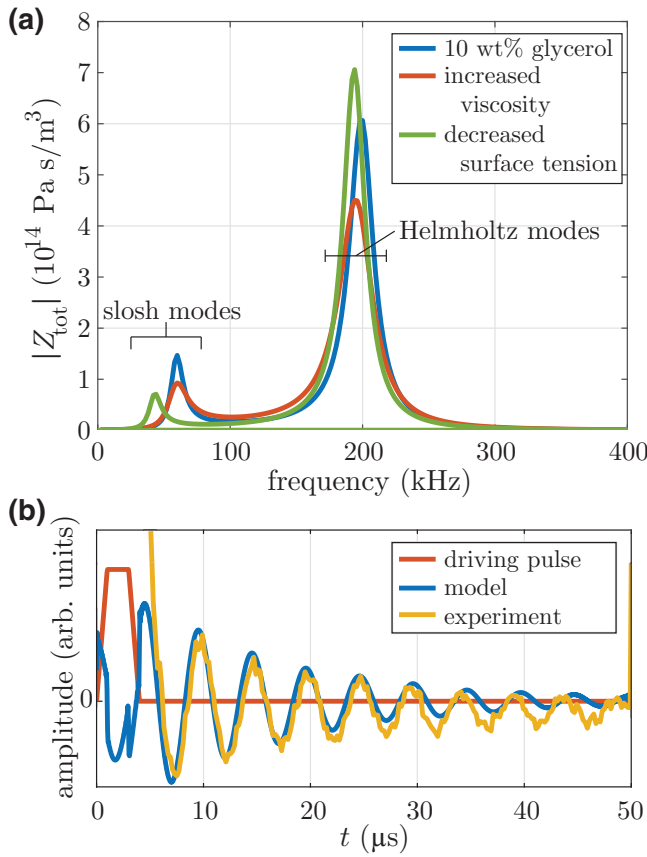 (a)
8
7
6
5
4
3
2
1
0
|Z_tot| (10^14 Pa s/m^3)
10 wt% glycerol
increased
viscosity
decreased
surface tension
Helmholtz modes
slosh modes
0
100
200
300
400
frequency (kHz)
(b)
amplitude (arb. units)
0
driving pulse
model
experiment
0
10
20
30
40
50
t (μs)